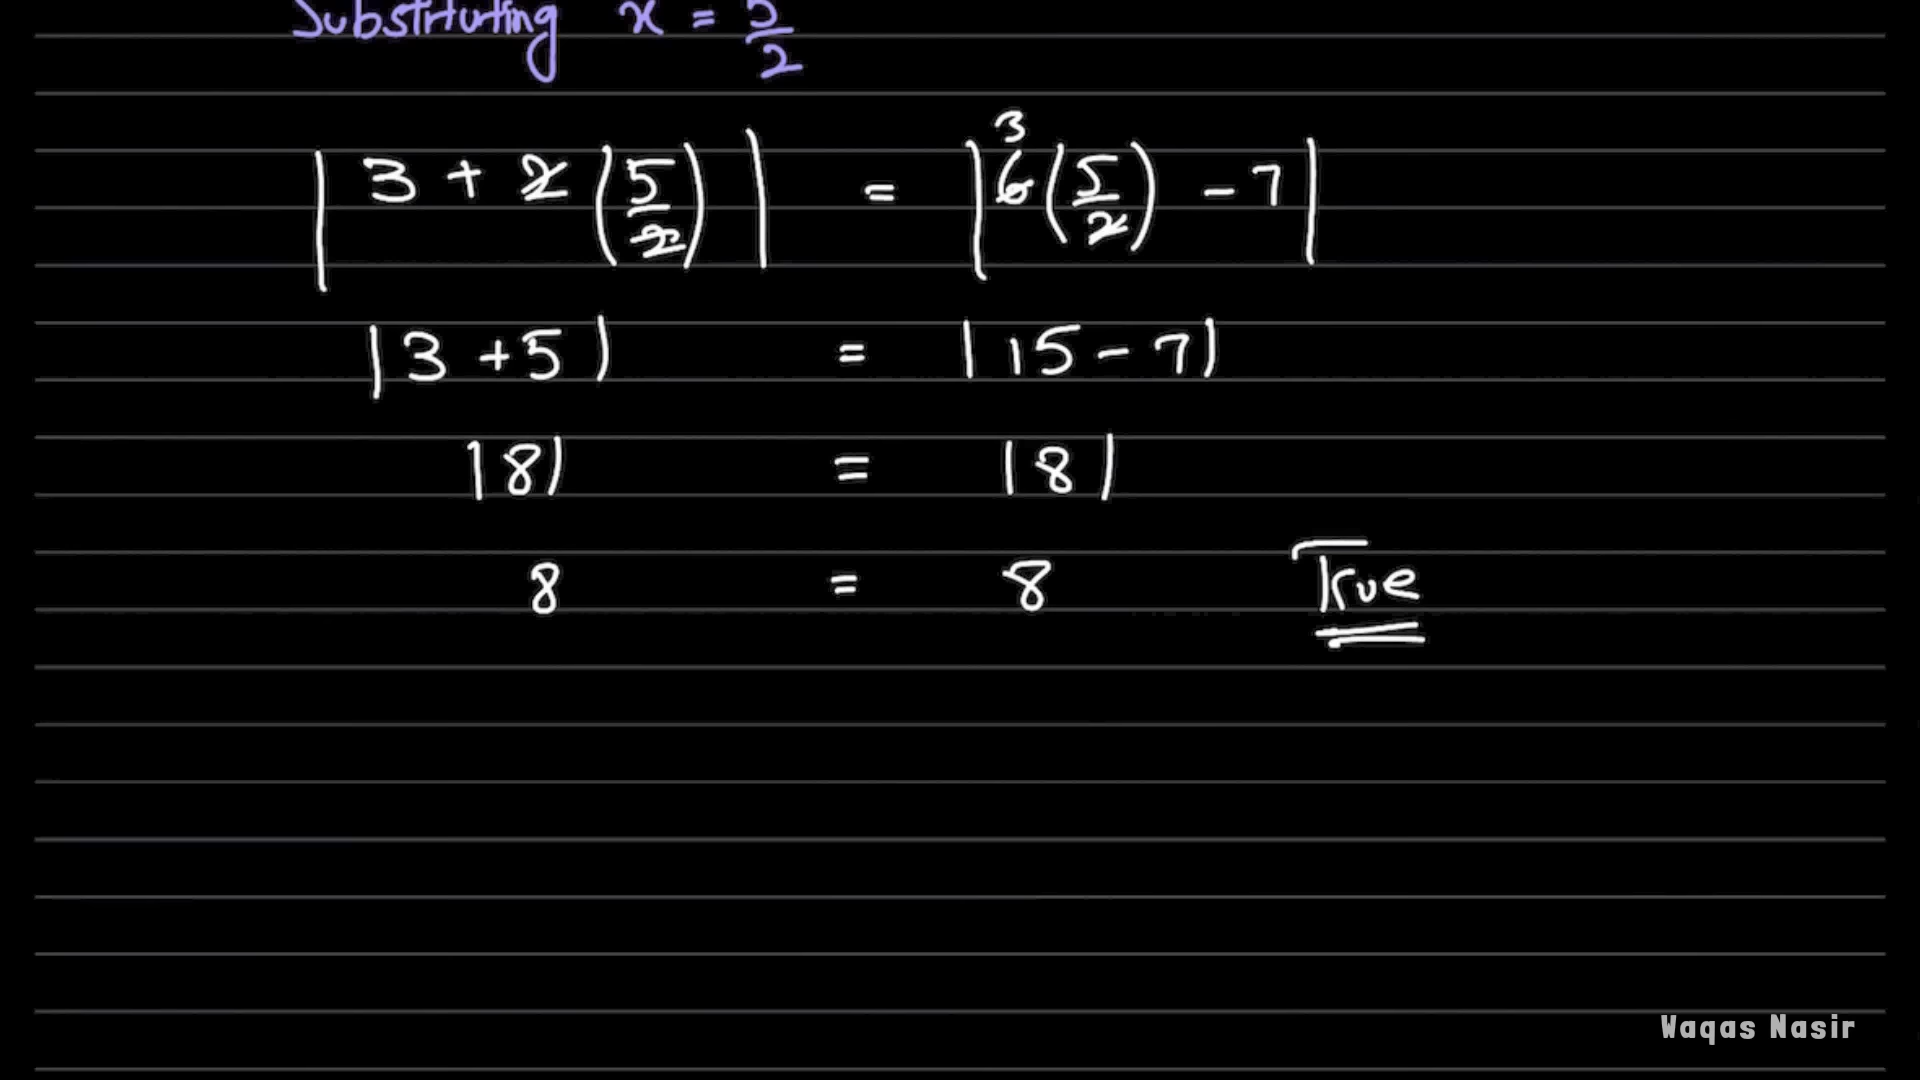 Substituting x = 5/2
|3 + 2(5/2)| = |6(5/2) - 7|
3
|3 + 5| = |15 - 7|
|8| = |8|
8 = 8 True
Waqas Nasir